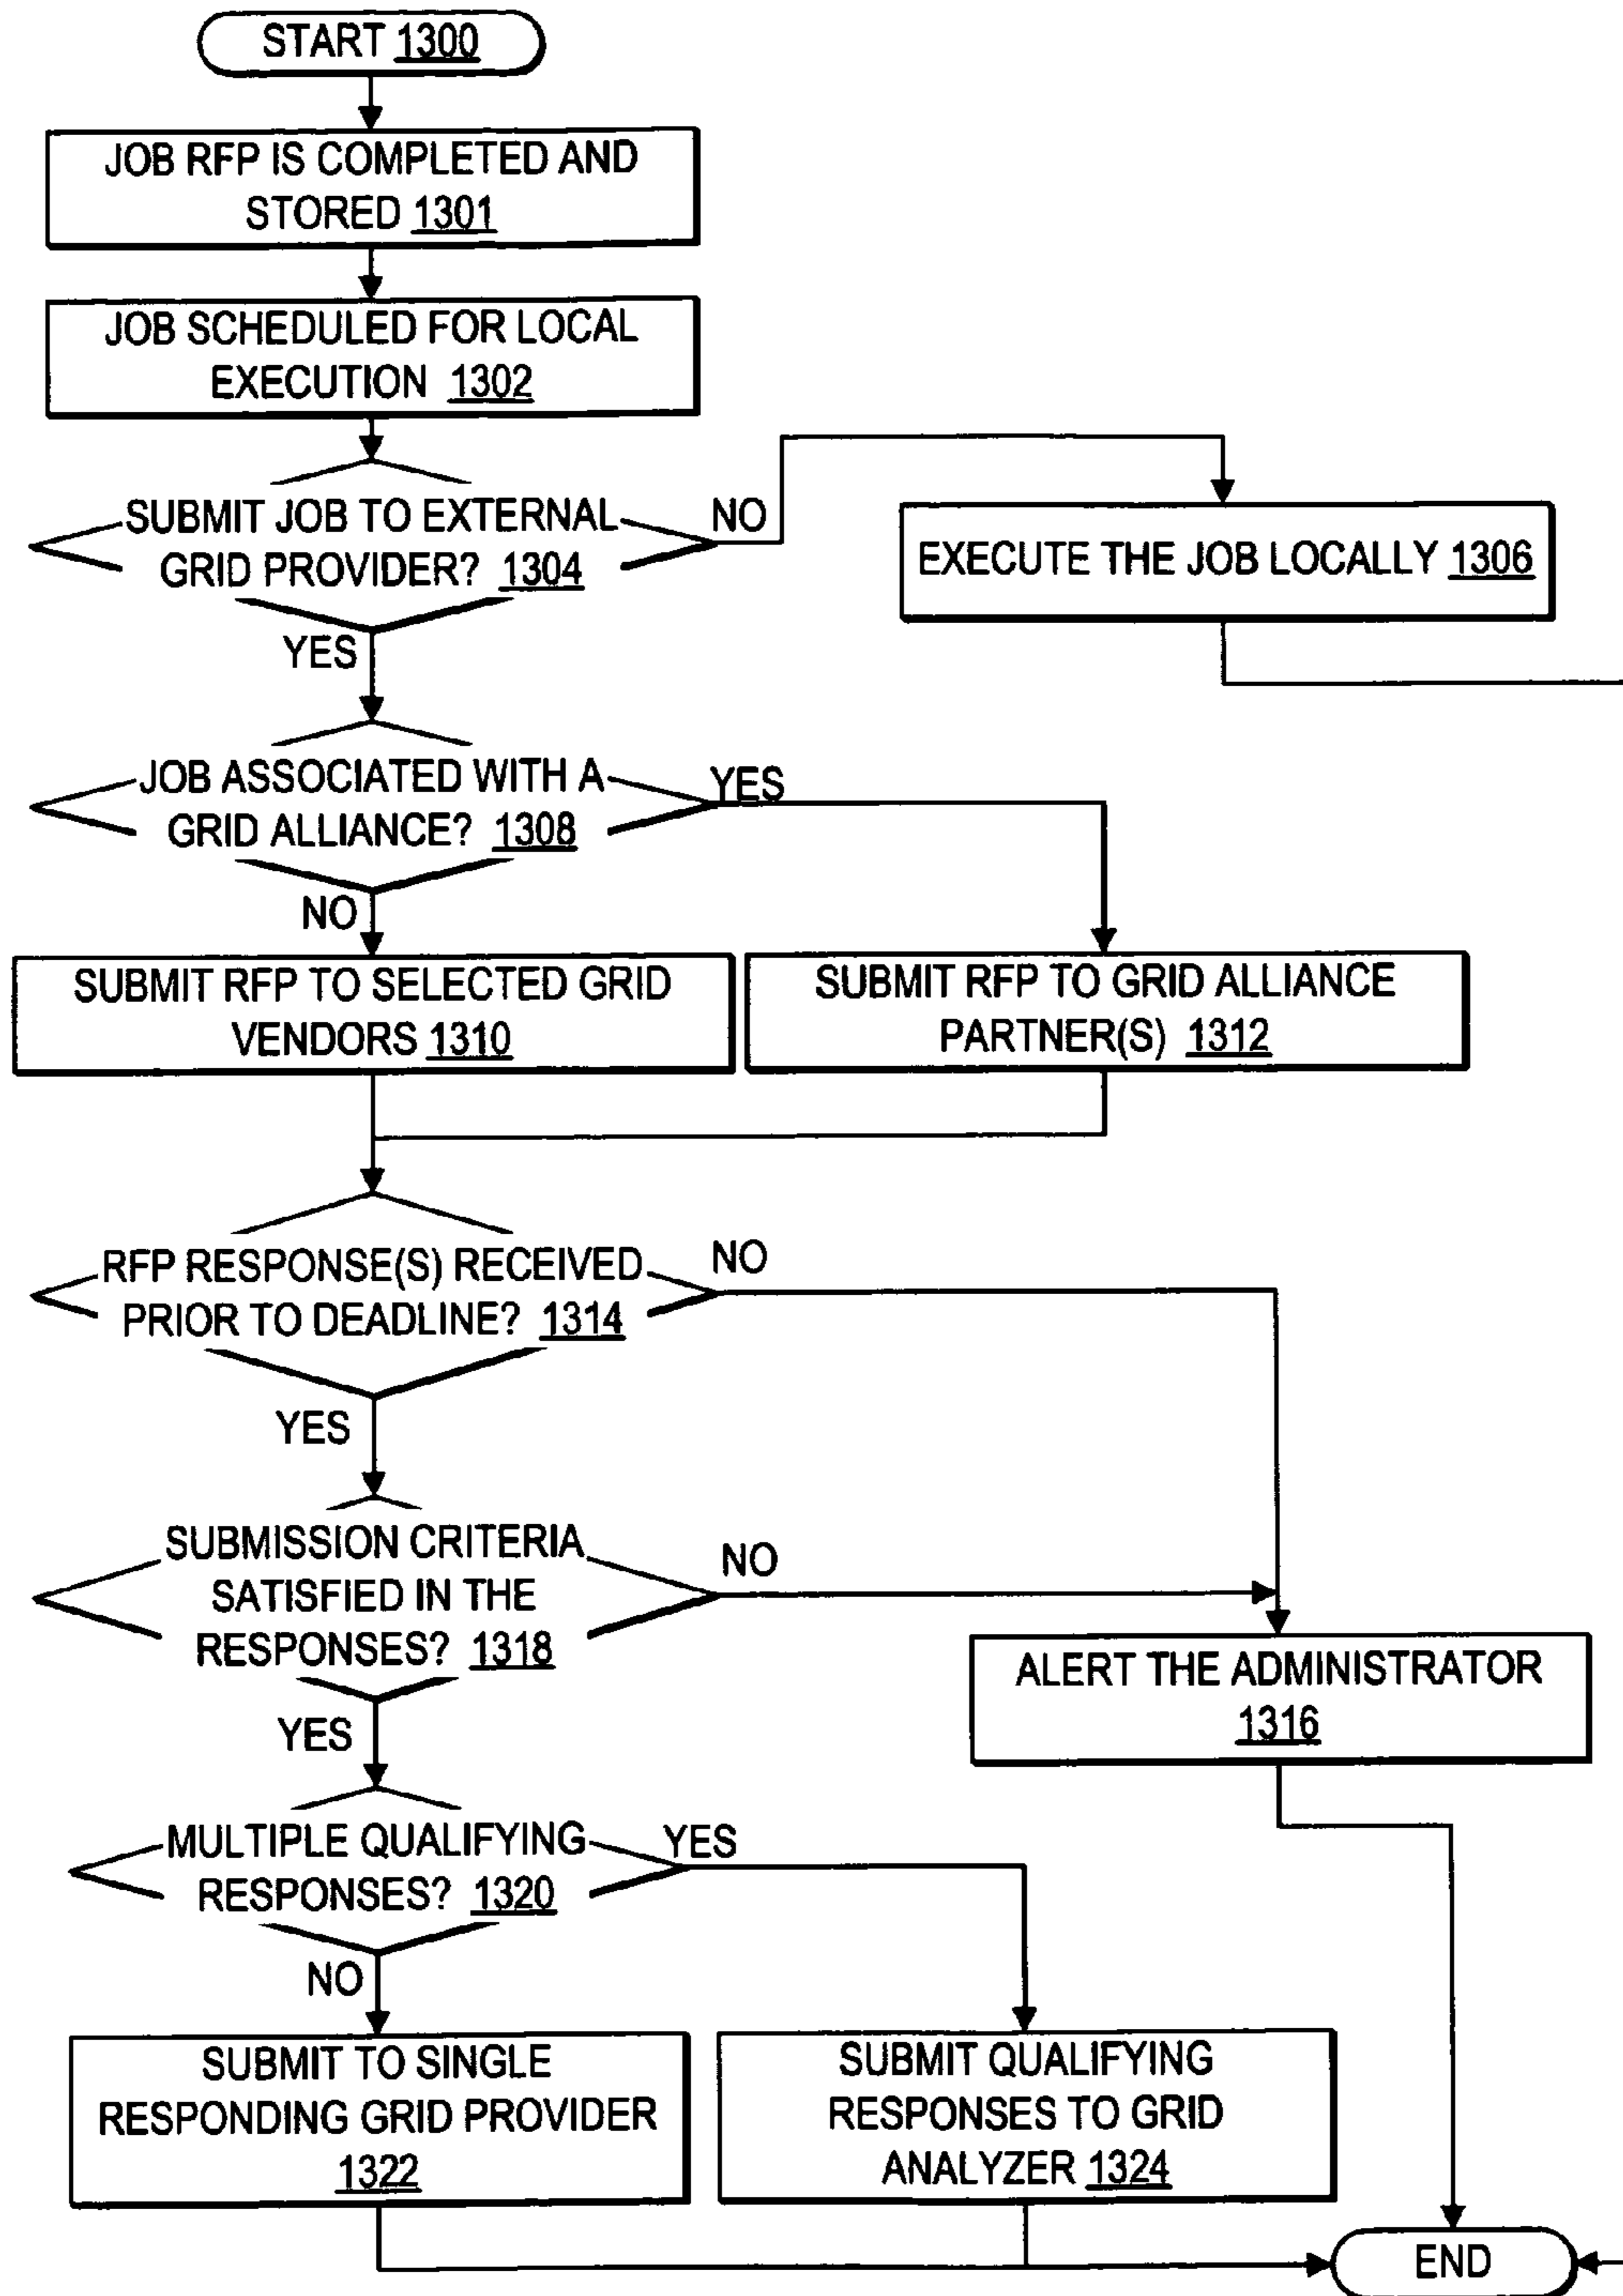 START 1300
JOB RFP IS COMPLETED AND
STORED 1301
JOB SCHEDULED FOR LOCAL
EXECUTION 1302
SUBMIT JOB TO EXTERNAL
GRID PROVIDER? 1304
NO
EXECUTE THE JOB LOCALLY 1306
YES
JOB ASSOCIATED WITH A
GRID ALLIANCE? 1308
YES
NO
SUBMIT RFP TO SELECTED GRID
VENDORS 1310
SUBMIT RFP TO GRID ALLIANCE
PARTNER(S) 1312
RFP RESPONSE(S) RECEIVED
PRIOR TO DEADLINE? 1314
NO
YES
SUBMISSION CRITERIA
SATISFIED IN THE
RESPONSES? 1318
NO
ALERT THE ADMINISTRATOR
1316
YES
MULTIPLE QUALIFYING
RESPONSES? 1320
YES
NO
SUBMIT TO SINGLE
RESPONDING GRID PROVIDER
1322
SUBMIT QUALIFYING
RESPONSES TO GRID
ANALYZER 1324
END